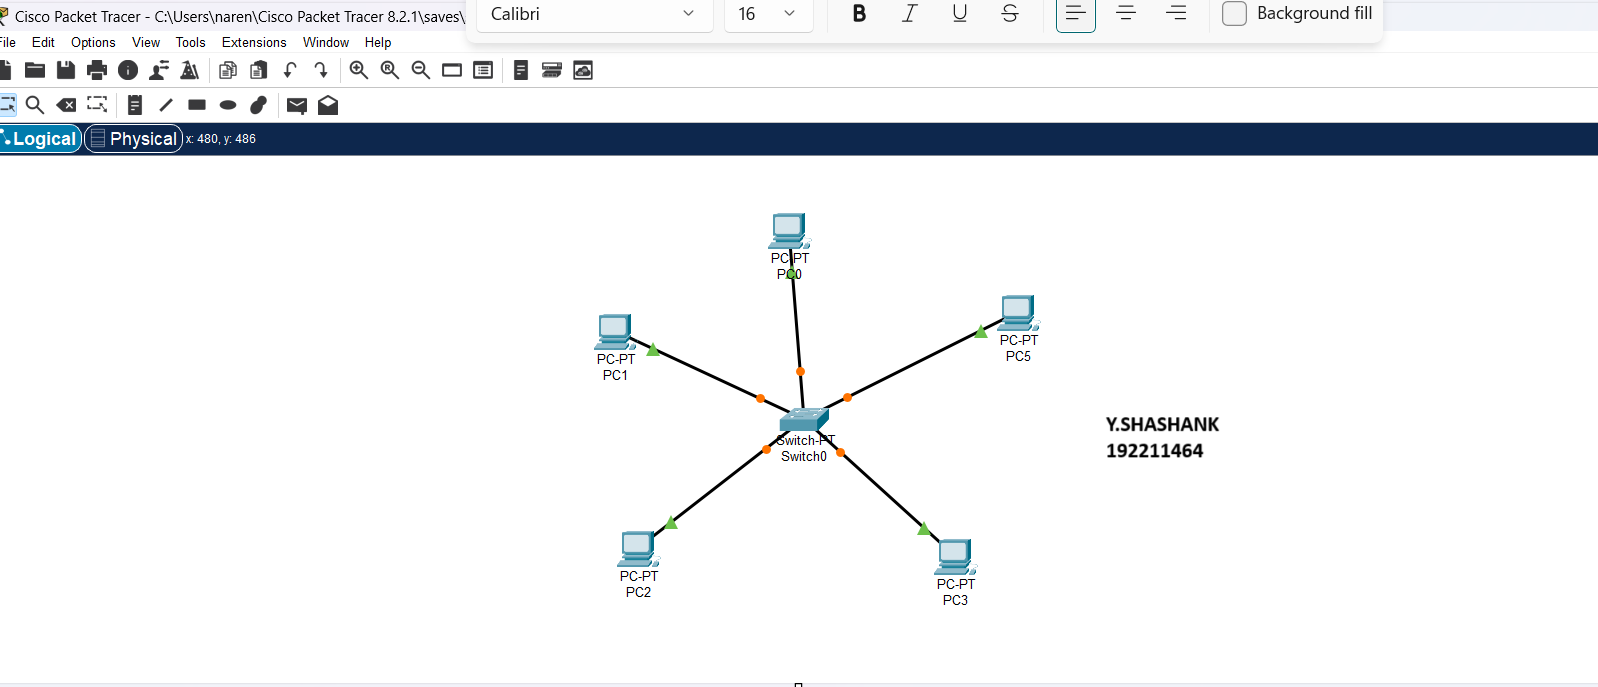 Cisco Packet Tracer - C:\Users\naren\Cisco Packet Tracer 8.2.1\saves\
Calibri
16
B I U S
Background fill
File Edit Options View Tools Extensions Window Help
Logical
Physical
x: 480, y: 486
PC-PT
PC0
PC-PT
PC1
PC-PT
PC5
Switch-PT
Switch0
Y.SHASHANK
192211464
PC-PT
PC2
PC-PT
PC3